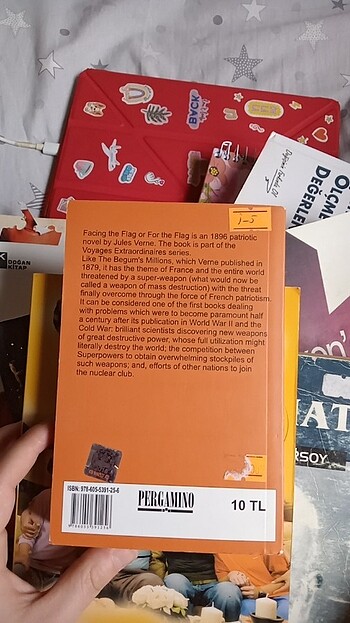 1-5
Facing the Flag or For the Flag is an 1896 patriotic
novel by Jules Verne. The book is part of the
Voyages Extraordinaires series.
Like The Begum's Millions, which Verne published in
1879, it has the theme of France and the entire world
threatened by a super-weapon (what would now be
called a weapon of mass destruction) with the threat
finally overcome through the force of French patriotism.
It can be considered one of the first books dealing
with problems which were to become paramount half
a century after its publication in World War II and the
Cold War: brilliant scientists discovering new weapons
of great destructive power, whose full utilization might
literally destroy the world; the competition between
Superpowers to obtain overwhelming stockpiles of
such weapons; and, efforts of other nations to join
the nuclear club.
ISBN: 978-605-5391-25-6
PERGAMINO
10 TL
DOĞAN
KİTAP
ÖLÇME
DEĞERLE
AT
ERSOY